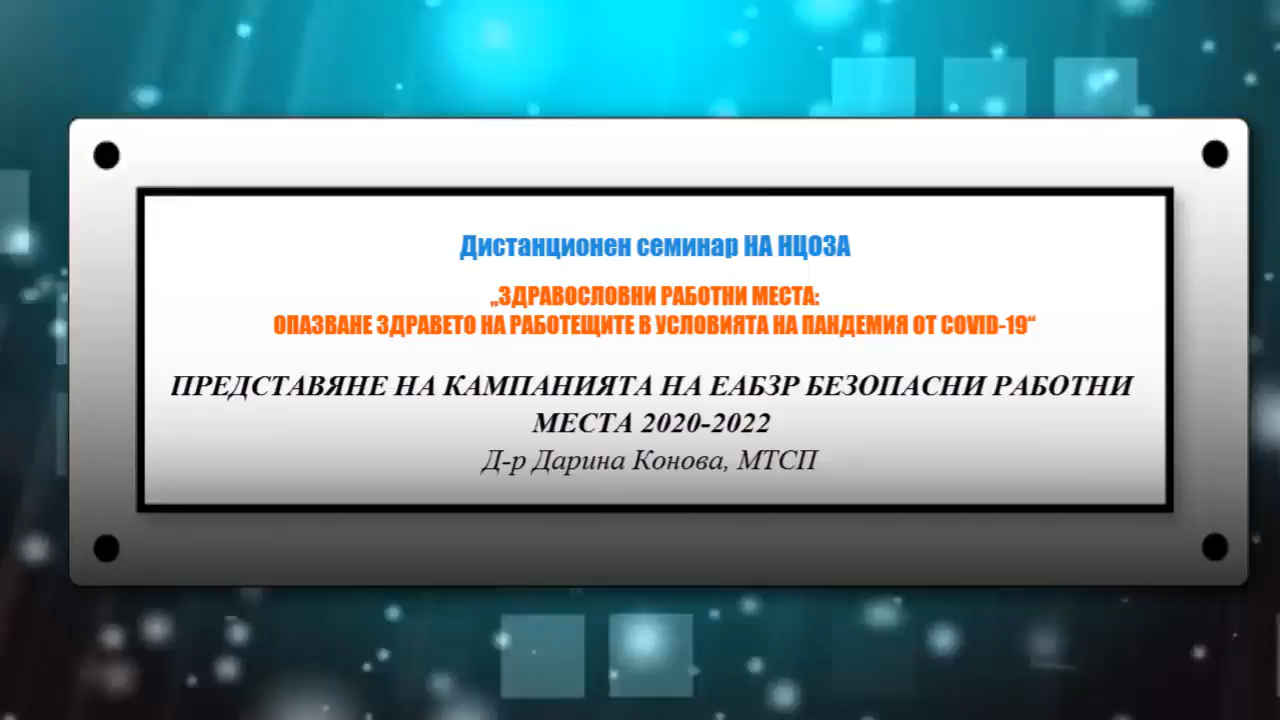 Дистанционен семинар НА НЦОЗА
„ЗДРАВОСЛОВНИ РАБОТНИ МЕСТА:
ОПАЗВАНЕ ЗДРАВЕТО НА РАБОТЕЩИТЕ В УСЛОВИЯТА НА ПАНДЕМИЯ ОТ COVID-19“
ПРЕДСТАВЯНЕ НА КАМПАНИЯТА НА ЕАБЗР БЕЗОПАСНИ РАБОТНИ
МЕСТА 2020-2022
Д-р Дарина Конова, МТСП